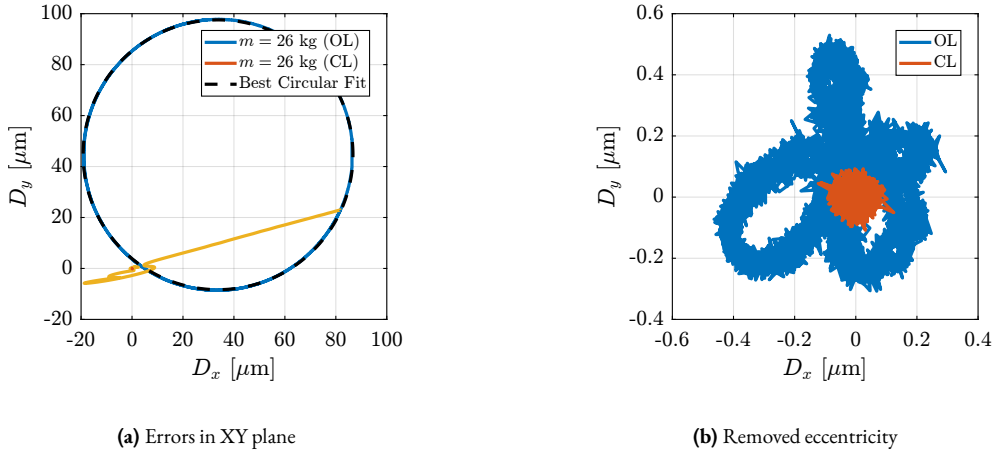 100
80
60
40
20
0
-20
-20
0
20
40
60
80
100
D_y [μm]
D_x [μm]
m = 26 kg (OL)
m = 26 kg (CL)
Best Circular Fit
(a) Errors in XY plane
0.6
0.4
0.2
0
-0.2
-0.4
-0.6
-0.4
-0.2
0
0.2
0.4
D_y [μm]
D_x [μm]
OL
CL
(b) Removed eccentricity